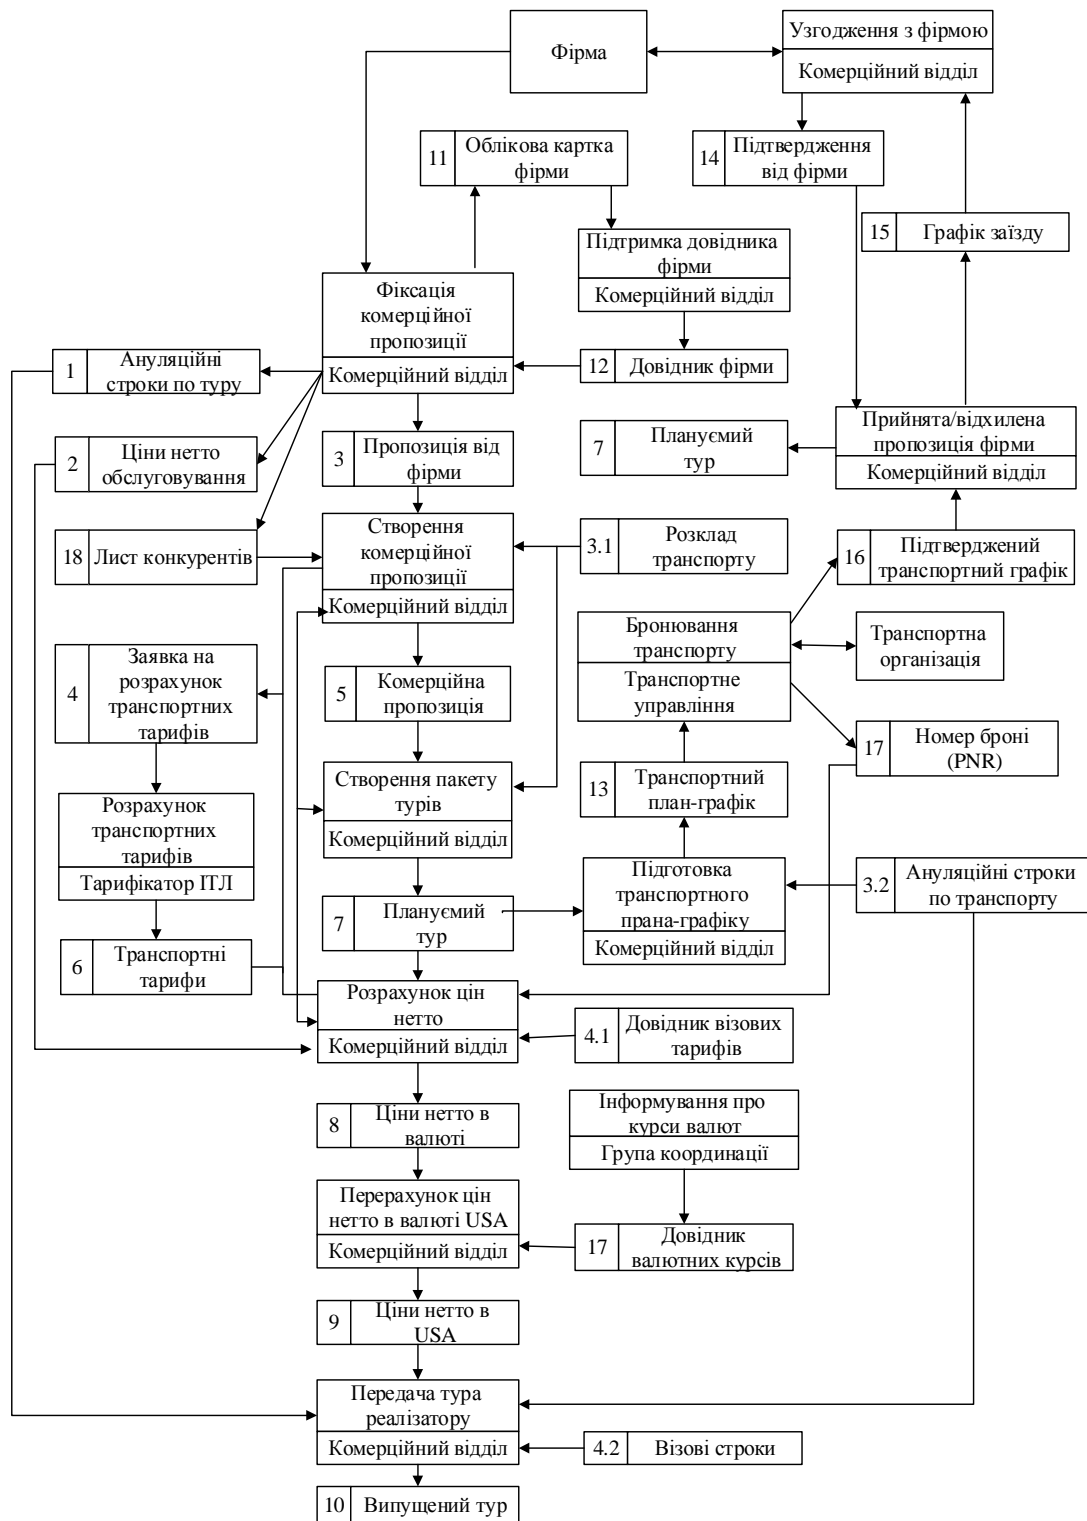 Фірма
Узгодження з фірмою
Комерційний відділ
11
Облікова картка
фірми
14
Підтвердження
від фірми
15
Графік заїзду
Підтримка довідника
фірми
Комерційний відділ
Фіксація
комерційної
пропозиції
Комерційний відділ
1
Ануляційні
строки по туру
12
Довідник фірми
Прийнята/відхилена
пропозиція фірми
Комерційний відділ
2
Ціни нетто
обслуговування
3
Пропозиція від
фірми
7
Плануємий
тур
18
Лист конкурентів
Створення
комерційної
пропозиції
Комерційний відділ
3.1
Розклад
транспорту
16
Підтверджений
транспортний графік
Бронювання
транспорту
Транспортне
управління
Транспортна
організація
4
Заявка на
розрахунок
транспортних
тарифів
5
Комерційна
пропозиція
17
Номер броні
(PNR)
Створення пакету
турів
Комерційний відділ
13
Транспортний
план-графік
Розрахунок
транспортних
тарифів
Тарифікатор ІТЛ
Підготовка
транспортного
прана-графіку
Комерційний відділ
3.2
Ануляційні строки
по транспорту
7
Плануємий
тур
6
Транспортні
тарифи
Розрахунок цін
нетто
Комерційний відділ
4.1
Довідник візових
тарифів
8
Ціни нетто в
валюті
Інформування про
курси валют
Група координації
Перерахунок цін
нетто в валюті USA
Комерційний відділ
17
Довідник
валютних курсів
9
Ціни нетто в
USA
Передача тура
реалізатору
Комерційний відділ
4.2
Візові строки
10
Випущений тур